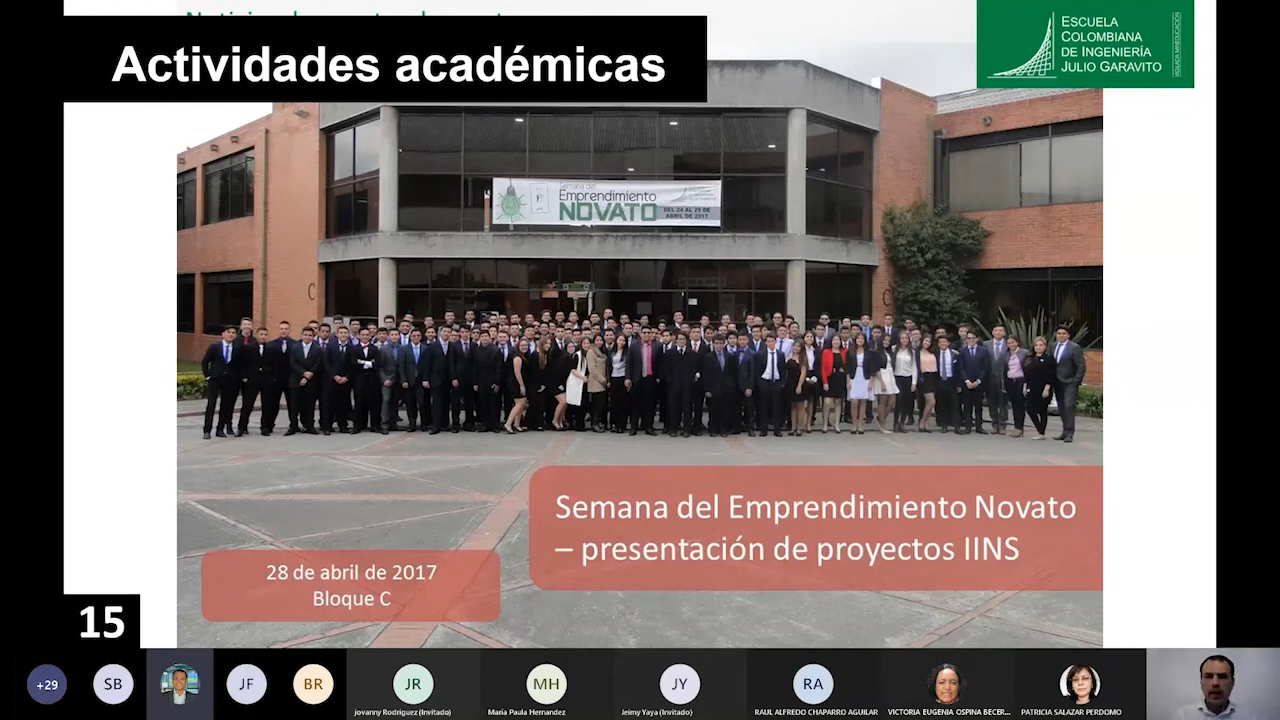 Actividades académicas
ESCUELA
COLOMBIANA
DE INGENIERÍA
JULIO GARAVITO
VIGILADA MINEDUCACIÓN
Semana del
Emprendimiento
NOVATO
DEL 24 AL 29 DE
ABRIL DE 2017
C
C
Semana del Emprendimiento Novato
– presentación de proyectos IINS
28 de abril de 2017
Bloque C
15
+29
SB
JF
BR
JR
MH
JY
RA
jovanny Rodriguez (Invitado)
Maria Paula Hernandez
Jeimy Yaya (Invitado)
RAUL ALFREDO CHAPARRO AGUILAR
VICTORIA EUGENIA OSPINA BECER...
PATRICIA SALAZAR PERDOMO